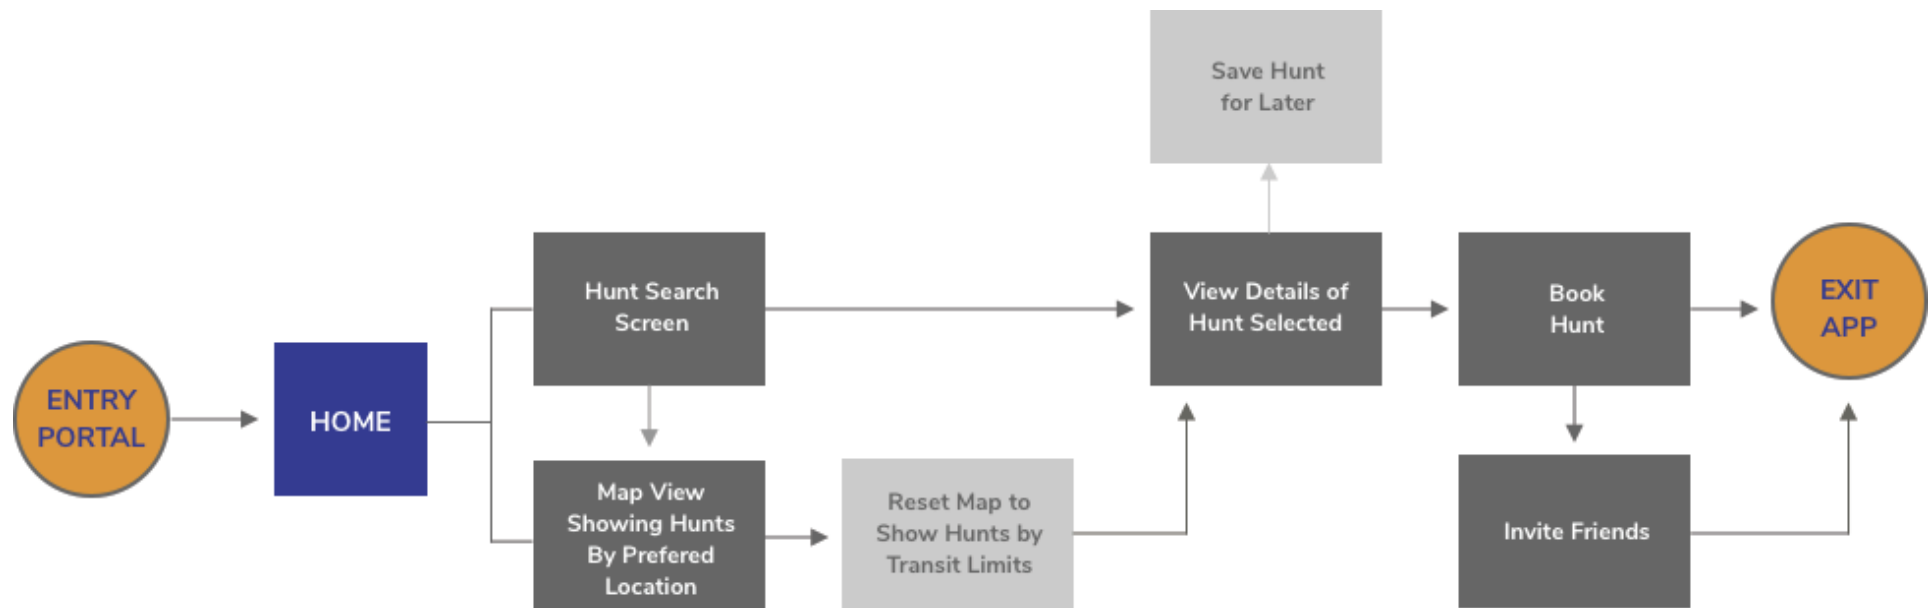 Save Hunt
for Later
Hunt Search
Screen
View Details of
Hunt Selected
Book
Hunt
EXIT
APP
ENTRY
PORTAL
HOME
Map View
Showing Hunts
By Prefered
Location
Reset Map to
Show Hunts by
Transit Limits
Invite Friends